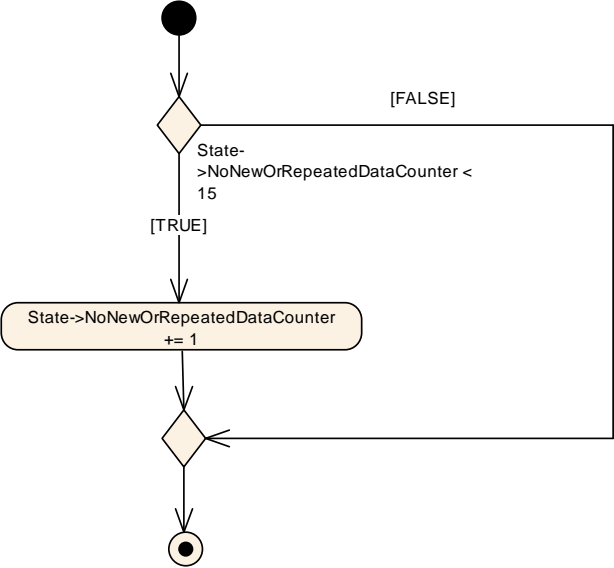 [FALSE]
State-
>NoNewOrRepeatedDataCounter <
15
[TRUE]
State->NoNewOrRepeatedDataCounter
+= 1